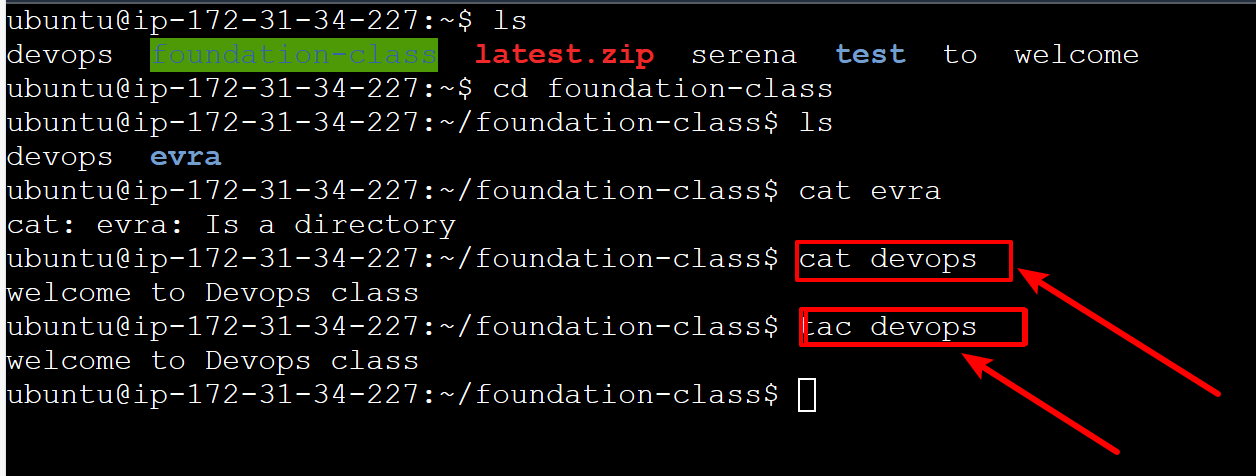 ubuntu@ip-172-31-34-227:~$ ls
devops  foundation-class  latest.zip  serena  test  to  welcome
ubuntu@ip-172-31-34-227:~$ cd foundation-class
ubuntu@ip-172-31-34-227:~/foundation-class$ ls
devops  evra
ubuntu@ip-172-31-34-227:~/foundation-class$ cat evra
cat: evra: Is a directory
ubuntu@ip-172-31-34-227:~/foundation-class$ cat devops
welcome to Devops class
ubuntu@ip-172-31-34-227:~/foundation-class$ tac devops
welcome to Devops class
ubuntu@ip-172-31-34-227:~/foundation-class$